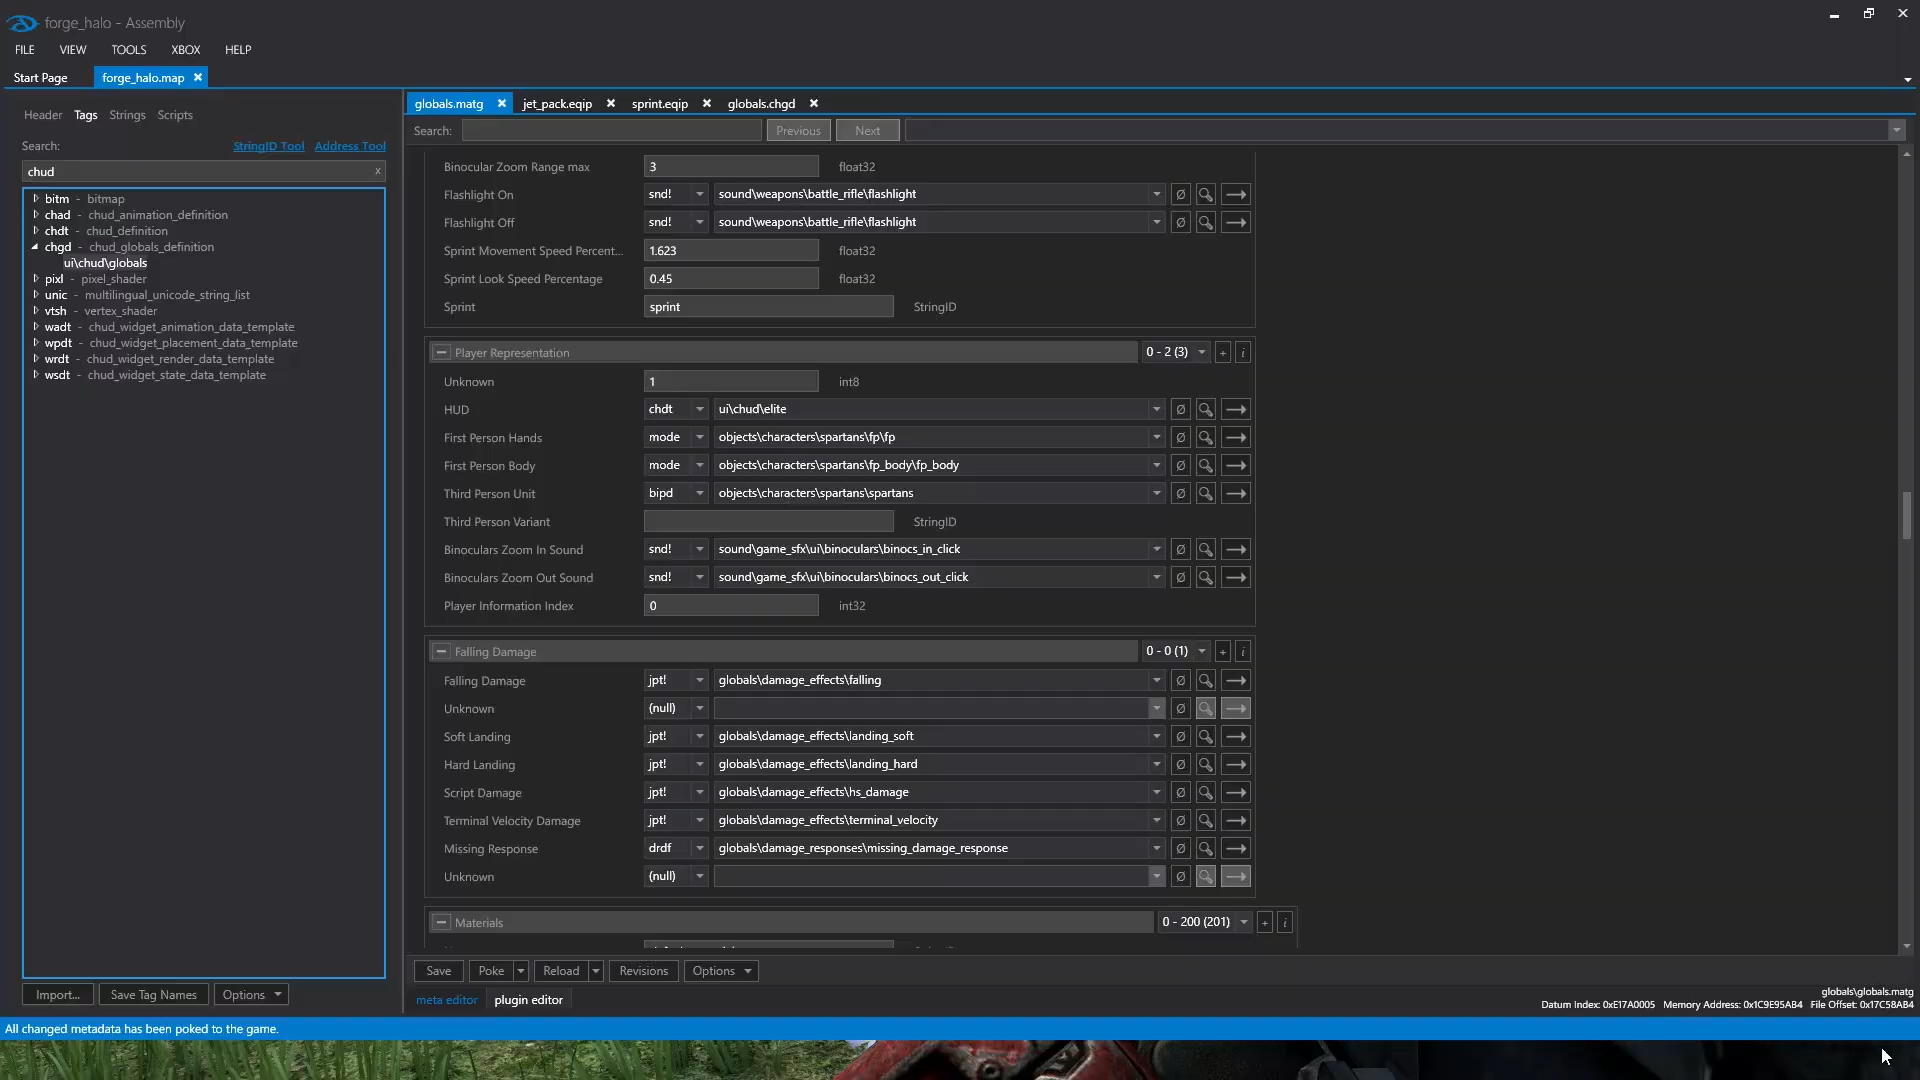 forge_halo - Assembly
FILE VIEW TOOLS XBOX HELP
Start Page forge_halo.map
Header Tags Strings Scripts
Search: StringID Tool Address Tool
chud x
bitm - bitmap
chad - chud_animation_definition
chdt - chud_definition
chgd - chud_globals_definition
ui\chud\globals
pixl - pixel_shader
unic - multilingual_unicode_string_list
vtsh - vertex_shader
wadt - chud_widget_animation_data_template
wpdt - chud_widget_placement_data_template
wrdt - chud_widget_render_data_template
wsdt - chud_widget_state_data_template
Import... Save Tag Names Options
globals.matg jet_pack.eqip sprint.eqip globals.chgd
Search: Previous Next
Binocular Zoom Range max 3 float32
Flashlight On snd! sound\weapons\battle_rifle\flashlight
Flashlight Off snd! sound\weapons\battle_rifle\flashlight
Sprint Movement Speed Percent... 1.623 float32
Sprint Look Speed Percentage 0.45 float32
Sprint sprint StringID
Player Representation 0 - 2 (3) + i
Unknown 1 int8
HUD chdt ui\chud\elite
First Person Hands mode objects\characters\spartans\fp\fp
First Person Body mode objects\characters\spartans\fp_body\fp_body
Third Person Unit bipd objects\characters\spartans\spartans
Third Person Variant StringID
Binoculars Zoom In Sound snd! sound\game_sfx\ui\binoculars\binocs_in_click
Binoculars Zoom Out Sound snd! sound\game_sfx\ui\binoculars\binocs_out_click
Player Information Index 0 int32
Falling Damage 0 - 0 (1) + i
Falling Damage jpt! globals\damage_effects\falling
Unknown (null)
Soft Landing jpt! globals\damage_effects\landing_soft
Hard Landing jpt! globals\damage_effects\landing_hard
Script Damage jpt! globals\damage_effects\hs_damage
Terminal Velocity Damage jpt! globals\damage_effects\terminal_velocity
Missing Response drdf globals\damage_responses\missing_damage_response
Unknown (null)
Materials 0 - 200 (201) + i
Save Poke Reload Revisions Options
meta editor plugin editor
globals\globals.matg
Datum Index: 0xE17A0005 Memory Address: 0x1C9E95AB4 File Offset: 0x17C58AB4
All changed metadata has been poked to the game.